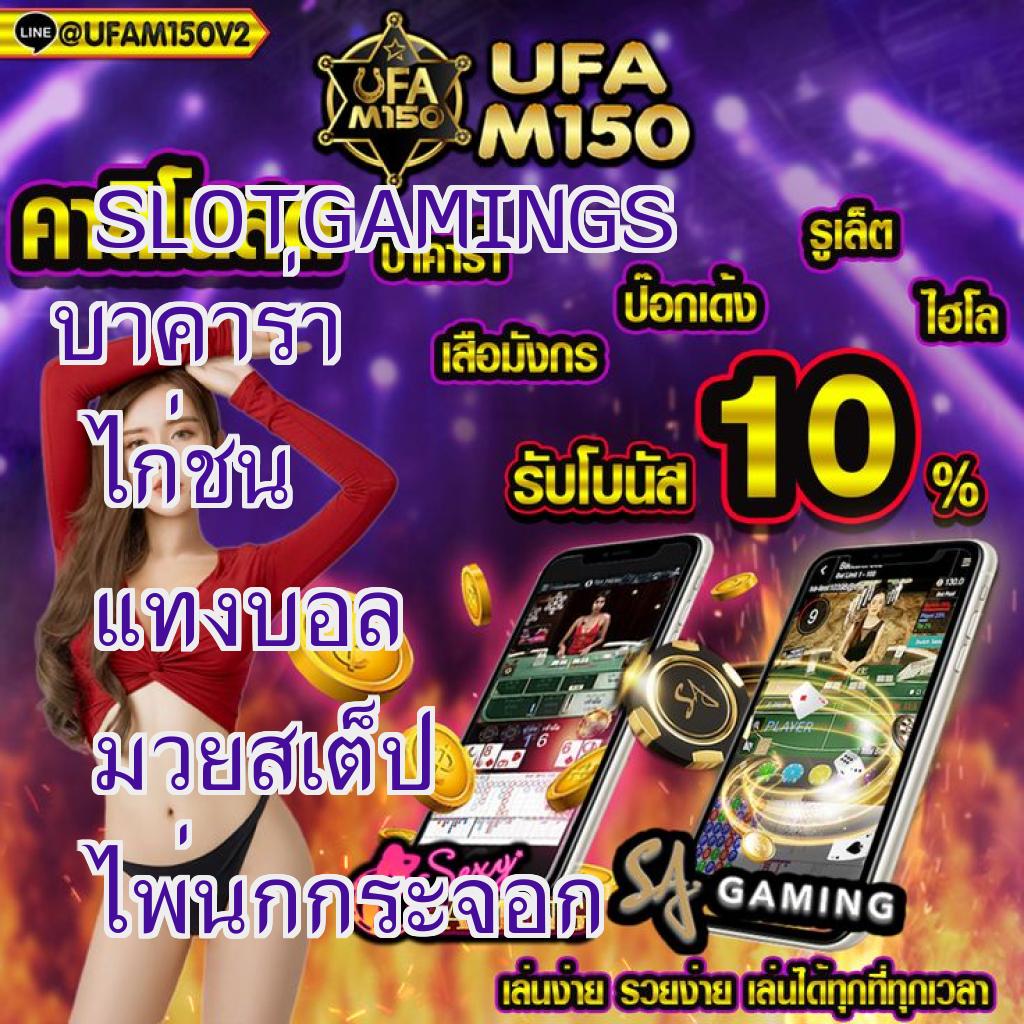 LINE @UFAM150V2
UFA
M150
UFA
M150
SLOTGAMINGS
บาคาร่า
รูเล็ต
บาคาร่า
ป๊อกเด้ง
ไฮโล
เสือมังกร
ไก่ชน
รับโบนัส 10 %
แทงบอล
มวยสเต็ป
ไพ่นกกระจอก
PLAYER
Sexy
SA GAMING
เล่นง่าย รวยง่าย เล่นได้ทุกที่ทุกเวลา